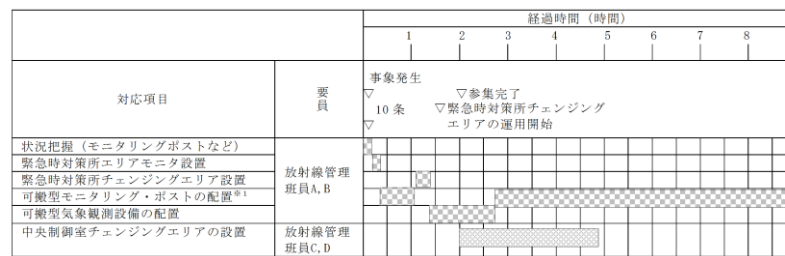 経過時間（時間）
1 2 3 4 5 6 7 8
対応項目
要員
事象発生
▽
▽参集完了
10 条
▽緊急時対策所チェンジング
▽
エリアの運用開始
状況把握（モニタリングポストなど）
緊急時対策所エリアモニタ設置
緊急時対策所チェンジングエリア設置
放射線管理
班員A,B
可搬型モニタリング・ポストの配置※1
可搬型気象観測設備の配置
中央制御室チェンジングエリアの設置
放射線管理
班員C,D